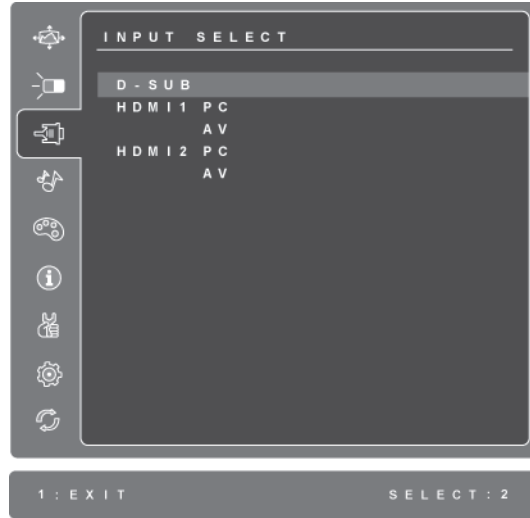 INPUT SELECT
D-SUB
HDMI1 PC
AV
HDMI2 PC
AV
1:EXIT SELECT:2